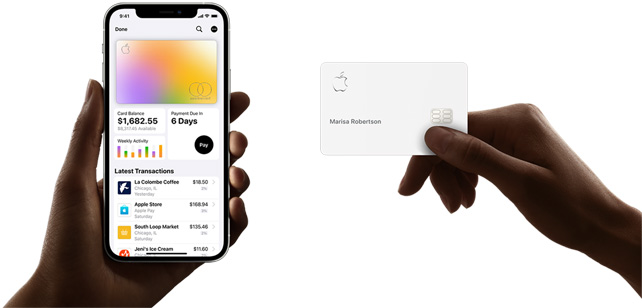 9:41
Done
Card Balance
$1,682.55
$8,317.45 Available
Payment Due In
6 Days
Weekly Activity
Pay
Latest Transactions
La Colombe Coffee $18.50
Chicago, IL 2%
Yesterday
Apple Store $168.94
Apple Pay 3%
Saturday
South Loop Market $135.46
Chicago, IL 2%
Saturday
Jeni's Ice Cream $11.60
Marisa Robertson